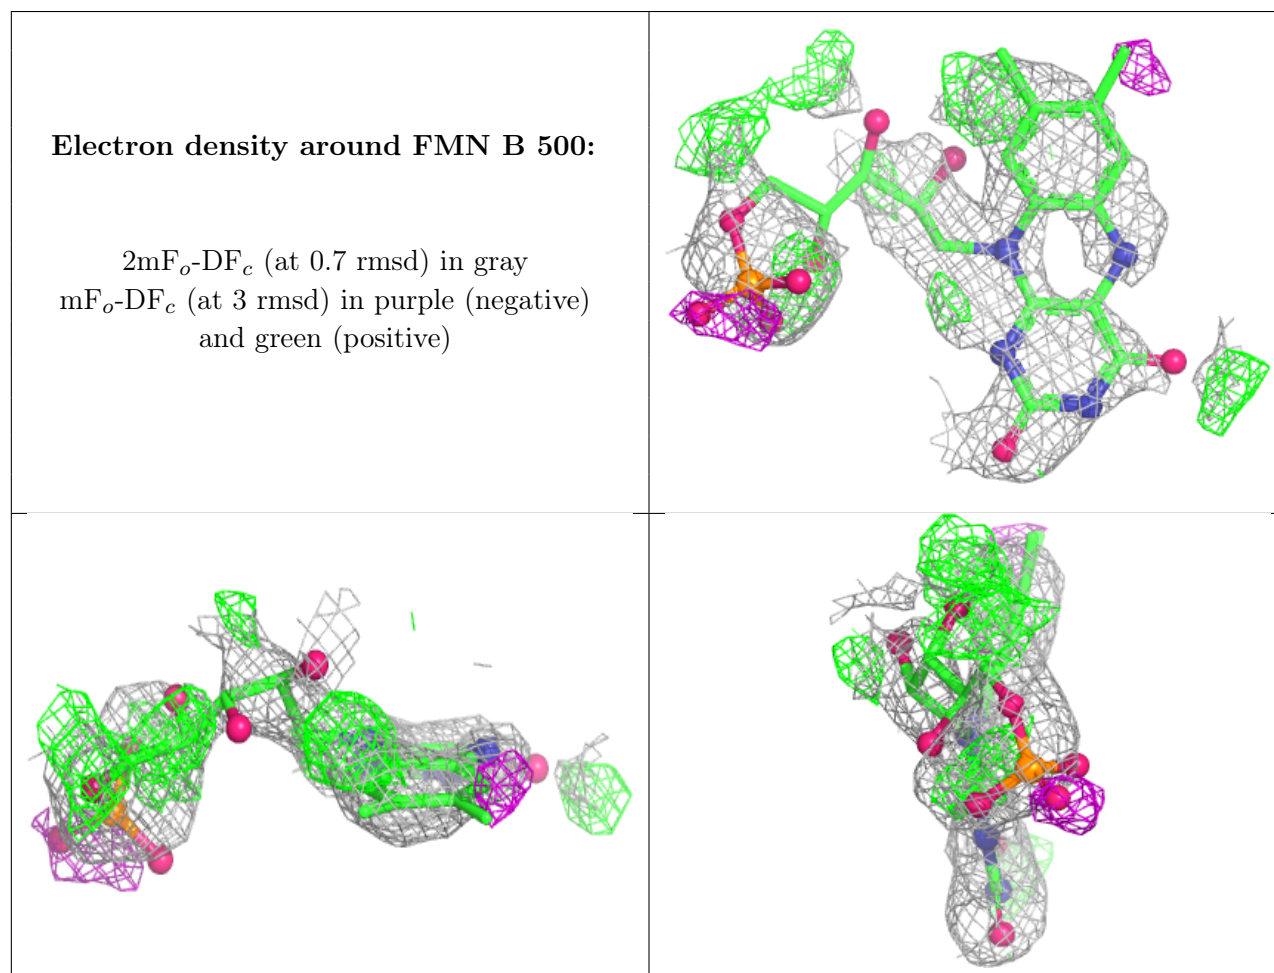 Electron density around FMN B 500:
2mFo-DFc (at 0.7 rmsd) in gray
mFo-DFc (at 3 rmsd) in purple (negative)
and green (positive)